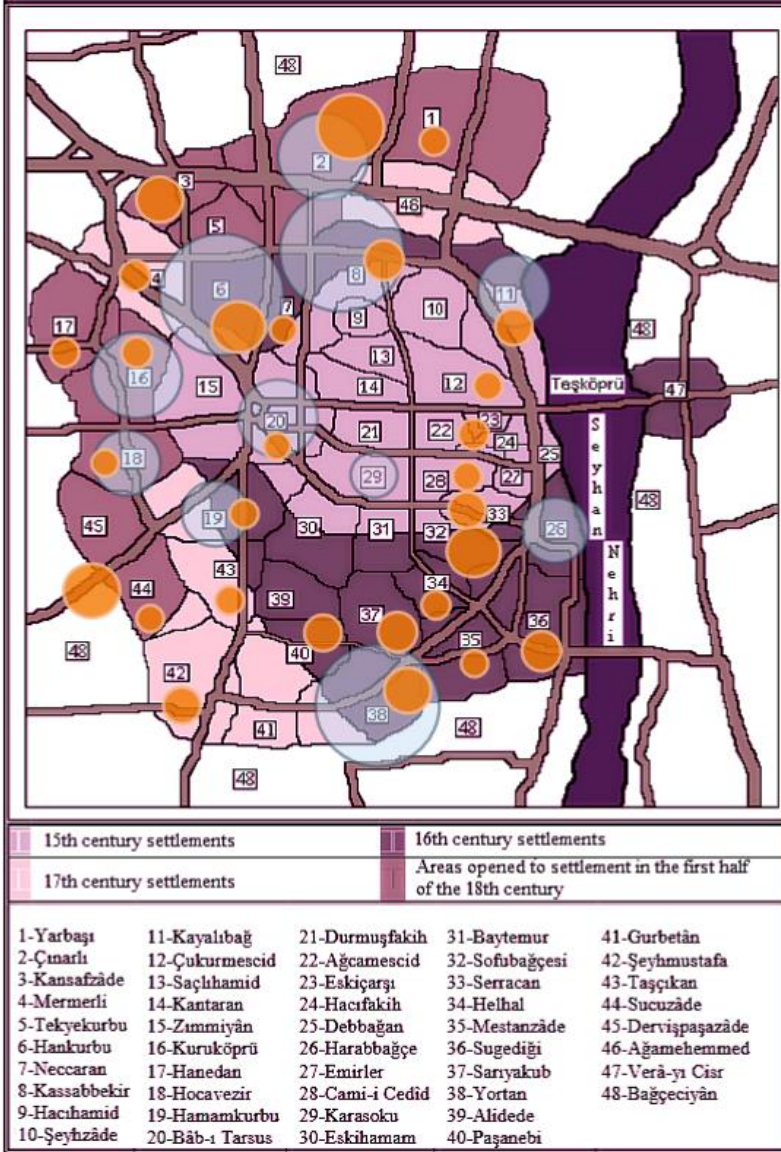 48
1
2
3
46
5
4
8
6
11
7
9
10
17
48
13
16
12
14
15
Teşköprü
47
20
23
21
22
24
25
18
29
28
27
Seyhan
48
45
19
30
31
33
32
26
Nehri
43
34
44
39
37
36
35
40
48
42
38
41
48
48
15th century settlements
16th century settlements
17th century settlements
Areas opened to settlement in the first half
of the 18th century
1-Yarbaşı
2-Çınarlı
3-Kansafzâde
4-Mermerli
5-Tekyekurbu
6-Hankurbu
7-Neccaran
8-Kassabbekir
9-Hacıhamid
10-Şeyhzâde
11-Kayalıbağ
12-Çukurmescid
13-Saçlıhamid
14-Kantaran
15-Zımmiyân
16-Kuruköprü
17-Hanedan
18-Hocavezir
19-Hamamkurbu
20-Bâb-ı Tarsus
21-Durmuşfakih
22-Ağcamescid
23-Eskiçarşı
24-Hacıfakih
25-Debbağan
26-Harabbağçe
27-Emirler
28-Cami-i Cedîd
29-Karasoku
30-Eskihamam
31-Baytemur
32-Sofubağçesi
33-Serracan
34-Helhal
35-Mestanzâde
36-Sugediği
37-Sarıyakub
38-Yortan
39-Alidede
40-Paşanebi
41-Gurbetân
42-Şeyhmustafa
43-Taşçıkan
44-Sucuzâde
45-Dervişpaşazâde
46-Ağamehemmed
47-Verâ-yı Cisr
48-Bağçeciyân